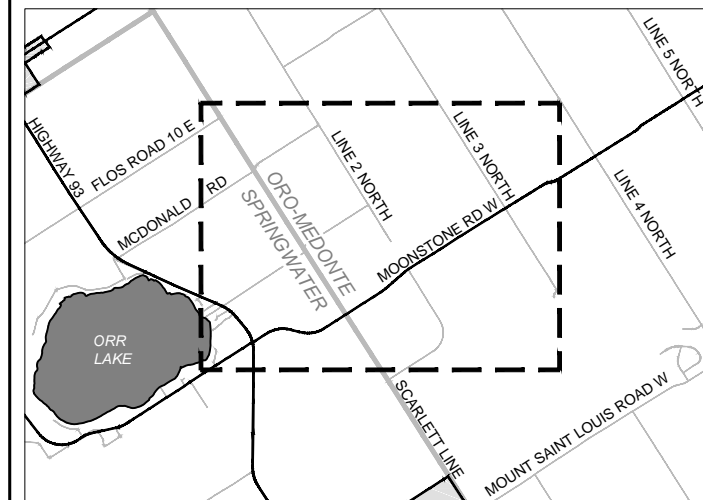 LINE 5 NORTH
HIGHWAY 93
FLOS ROAD 10 E
LINE 2 NORTH
LINE 3 NORTH
MCDONALD RD
ORO-MEDONTE
SPRINGWATER
LINE 4 NORTH
MOONSTONE RD W
ORR
LAKE
SCARLETT LINE
MOUNT SAINT LOUIS ROAD W